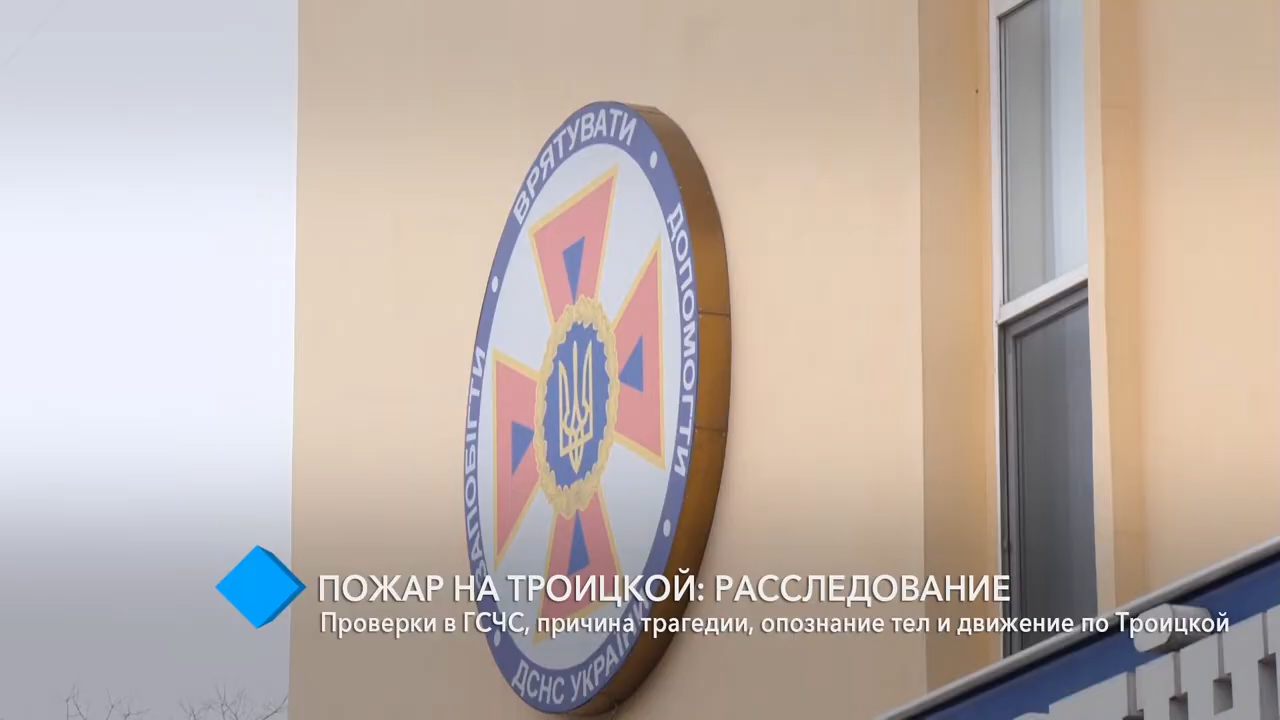 ЗАПОБІГТИ • ВРЯТУВАТИ • ДОПОМОГТИ •
ДСНС УКРАЇНИ
ПОЖАР НА ТРОИЦКОЙ: РАССЛЕДОВАНИЕ
Проверки в ГСЧС, причина трагедии, опознание тел и движение по Троицкой